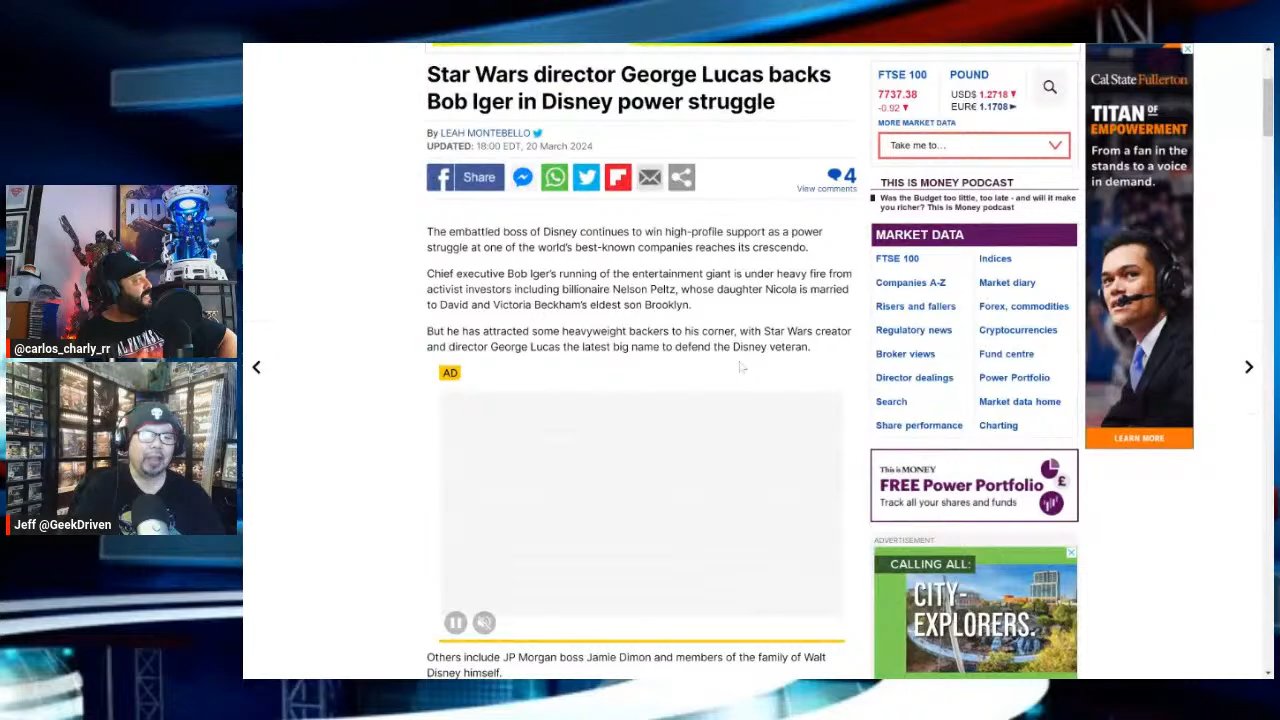 Star Wars director George Lucas backs
Bob Iger in Disney power struggle
By LEAH MONTEBELLO
UPDATED: 18:00 EDT, 20 March 2024
Share
4
View comments
The embattled boss of Disney continues to win high-profile support as a power
struggle at one of the world's best-known companies reaches its crescendo.
Chief executive Bob Iger's running of the entertainment giant is under heavy fire from
activist investors including billionaire Nelson Peltz, whose daughter Nicola is married
to David and Victoria Beckham's eldest son Brooklyn.
But he has attracted some heavyweight backers to his corner, with Star Wars creator
and director George Lucas the latest big name to defend the Disney veteran.
AD
Others include JP Morgan boss Jamie Dimon and members of the family of Walt
Disney himself.
FTSE 100
7737.38
-0.92
POUND
USD$ 1.2718
EUR€ 1.1708
MORE MARKET DATA
Take me to...
THIS IS MONEY PODCAST
Was the Budget too little, too late - and will it make
you richer? This is Money podcast
MARKET DATA
FTSE 100 Indices
Companies A-Z Market diary
Risers and fallers Forex, commodities
Regulatory news Cryptocurrencies
Broker views Fund centre
Director dealings Power Portfolio
Search Market data home
Share performance Charting
This is MONEY
FREE Power Portfolio
£
Track all your shares and funds
ADVERTISEMENT
CALLING ALL:
CITY-
EXPLORERS.
Cal State Fullerton
TITAN OF
EMPOWERMENT
From a fan in the
stands to a voice
in demand.
LEARN MORE
@carlos_charly_rr
Jeff @GeekDriven